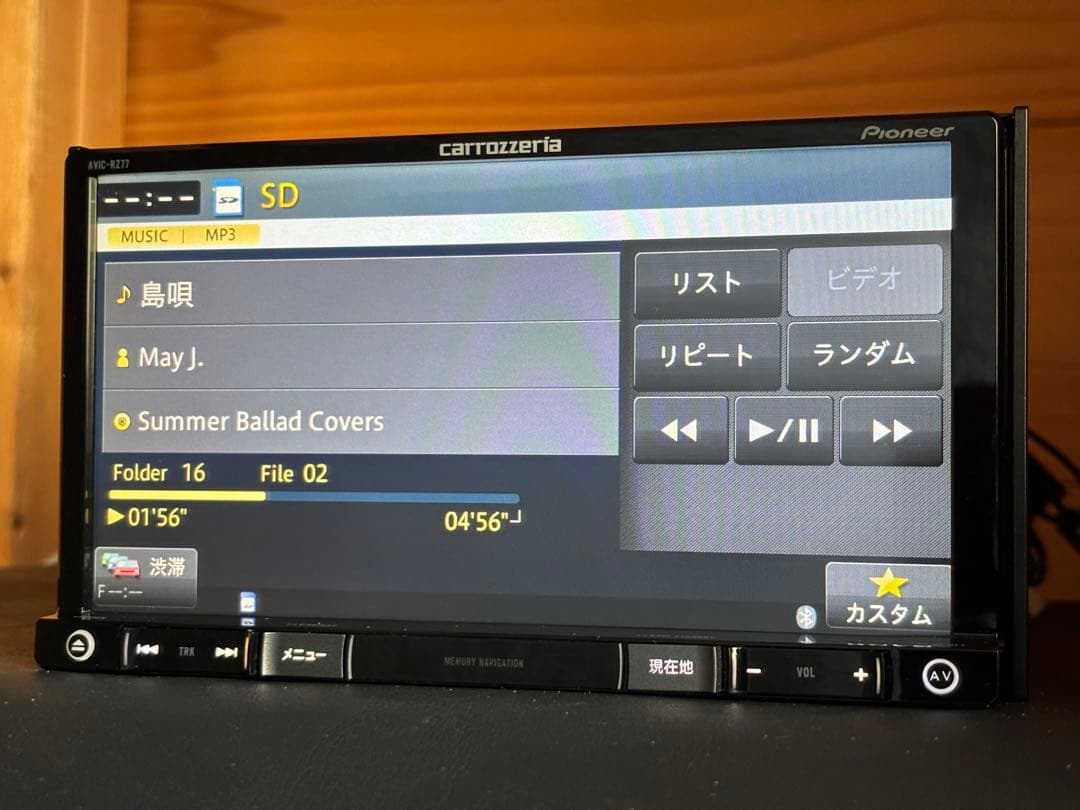 carrozzeria
Pioneer
AVIC-RZ77
--:-- SD
MUSIC | MP3
島唄
May J.
Summer Ballad Covers
Folder 16 File 02
01'56" 04'56"
リスト ビデオ
リピート ランダム
▶/II
渋滞
F --:--
カスタム
TRK メニュー MEMORY NAVIGATION 現在地 − VOL + AV